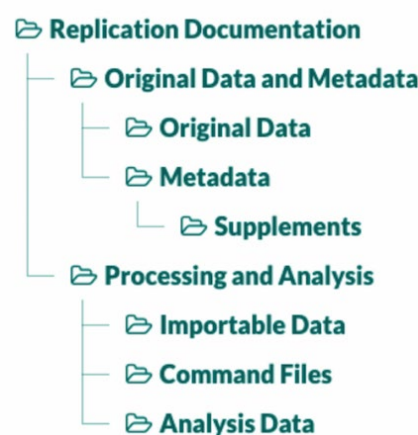 Replication Documentation
Original Data and Metadata
Original Data
Metadata
Supplements
Processing and Analysis
Importable Data
Command Files
Analysis Data